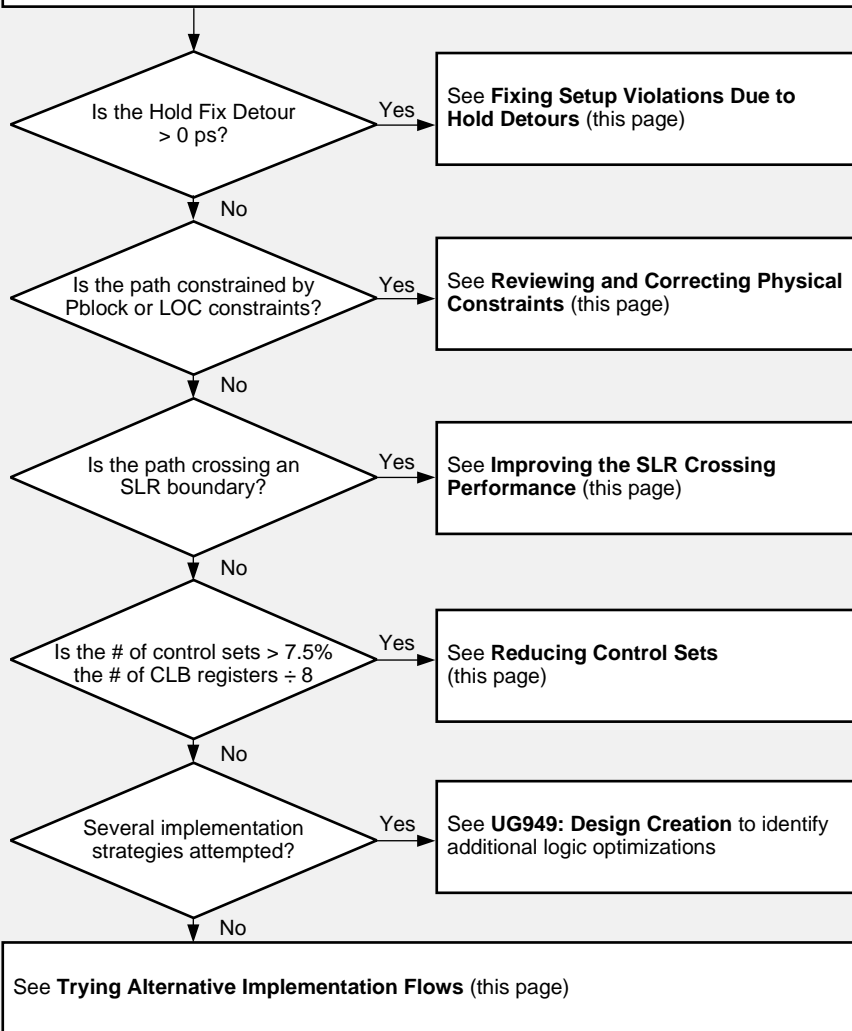 Is the Hold Fix Detour
> 0 ps?
Yes
See Fixing Setup Violations Due to
Hold Detours (this page)
No
Is the path constrained by
Pblock or LOC constraints?
Yes
See Reviewing and Correcting Physical
Constraints (this page)
No
Is the path crossing an
SLR boundary?
Yes
See Improving the SLR Crossing
Performance (this page)
No
Is the # of control sets > 7.5%
the # of CLB registers ÷ 8
Yes
See Reducing Control Sets
(this page)
No
Several implementation
strategies attempted?
Yes
See UG949: Design Creation to identify
additional logic optimizations
No
See Trying Alternative Implementation Flows (this page)